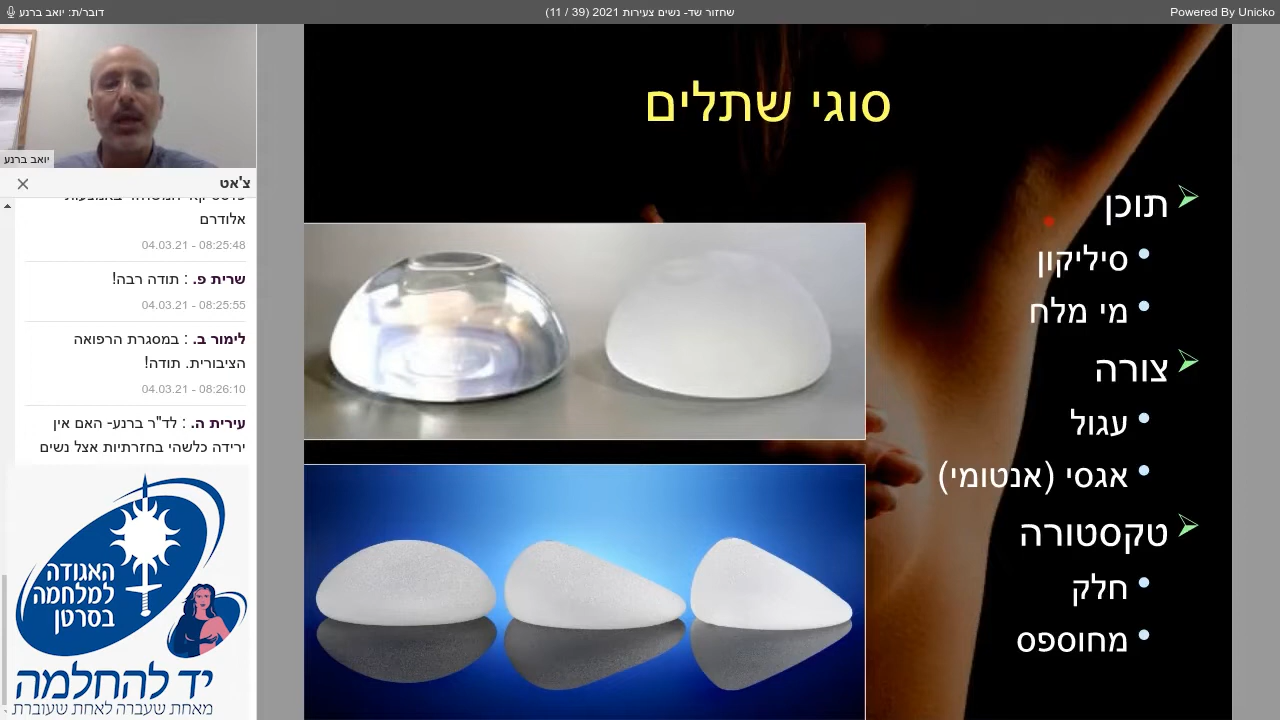 דובר/ת: יואב ברנע
שחזור שד- נשים צעירות 2021 (39 / 11)
Powered By Unicko
יואב ברנע
צ'אט
אלודרם
04.03.21 - 08:25:48
שרית פ. : תודה רבה!
04.03.21 - 08:25:55
לימור ב. : במסגרת הרפואה
הציבורית. תודה!
04.03.21 - 08:26:10
עירית ה. : לד"ר ברנע- האם אין
ירידה כלשהי בחזרתיות אצל נשים
האגודה
למלחמה
בסרטן
יד להחלמה
מאחת שעברה לאחת שעוברת
סוגי שתלים
תוכן
סיליקון
מי מלח
צורה
עגול
אגסי (אנטומי)
טקסטורה
חלק
מחוספס